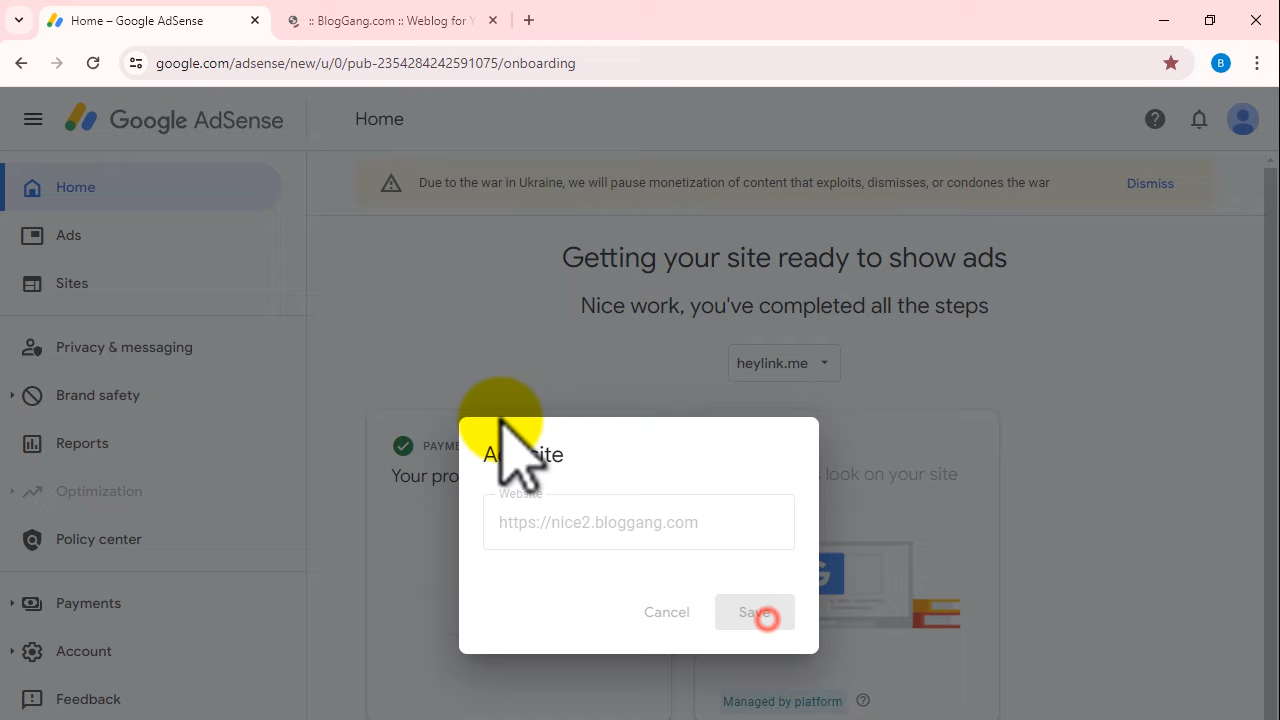 Home – Google AdSense
:: BlogGang.com :: Weblog for Y
google.com/adsense/new/u/0/pub-2354284242591075/onboarding
B
Google AdSense
Home
Home
Ads
Sites
Privacy & messaging
Brand safety
Reports
Optimization
Policy center
Payments
Account
Feedback
Due to the war in Ukraine, we will pause monetization of content that exploits, dismisses, or condones the war
Dismiss
Getting your site ready to show ads
Nice work, you've completed all the steps
heylink.me
Your pro
look on your site
site
Website
https://nice2.bloggang.com
Cancel
Save
Managed by platform